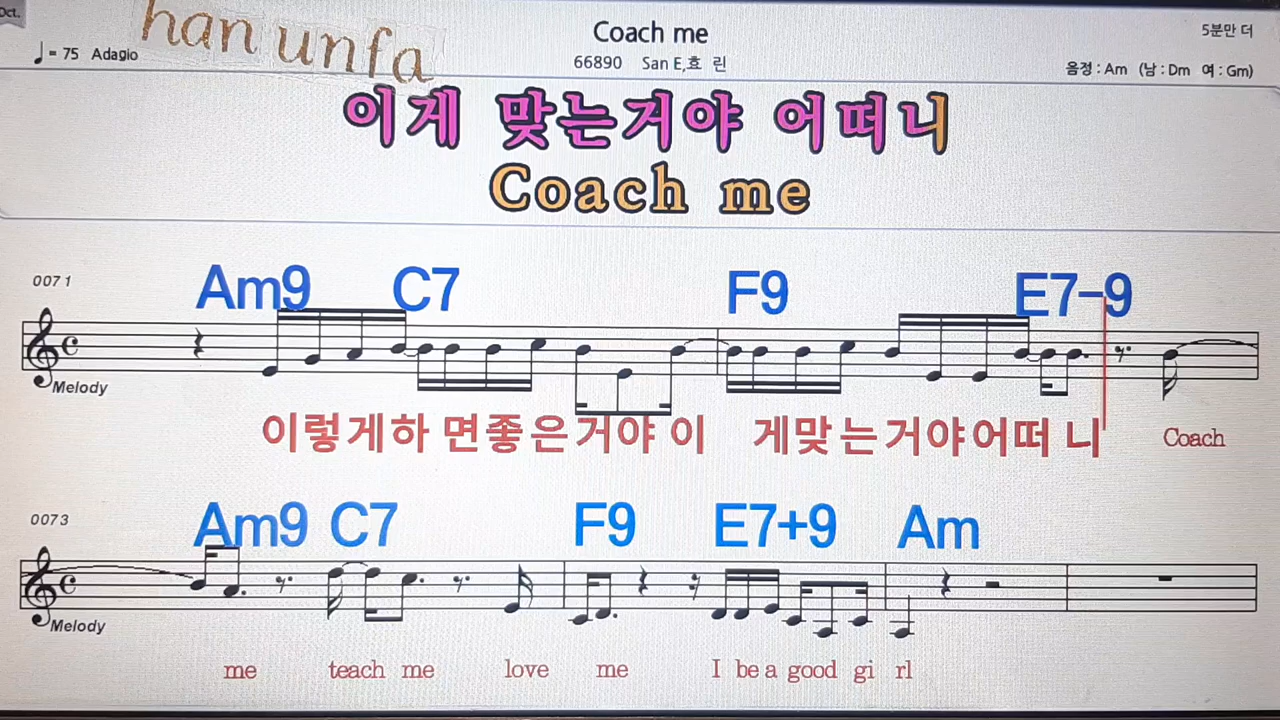 Oct.
han unfa
Coach me
5분만 더
♩= 75 Adagio
66890 San E,효 린
음정 : Am (남 : Dm 여 : Gm)
이게 맞는거야 어떠니
Coach me
0071
Am9 C7 F9 E7-9
Melody
이렇게하 면좋은거야 이 게맞는거야어떠 니 Coach
0073
Am9 C7 F9 E7+9 Am
Melody
me teach me love me I be a good gi rl